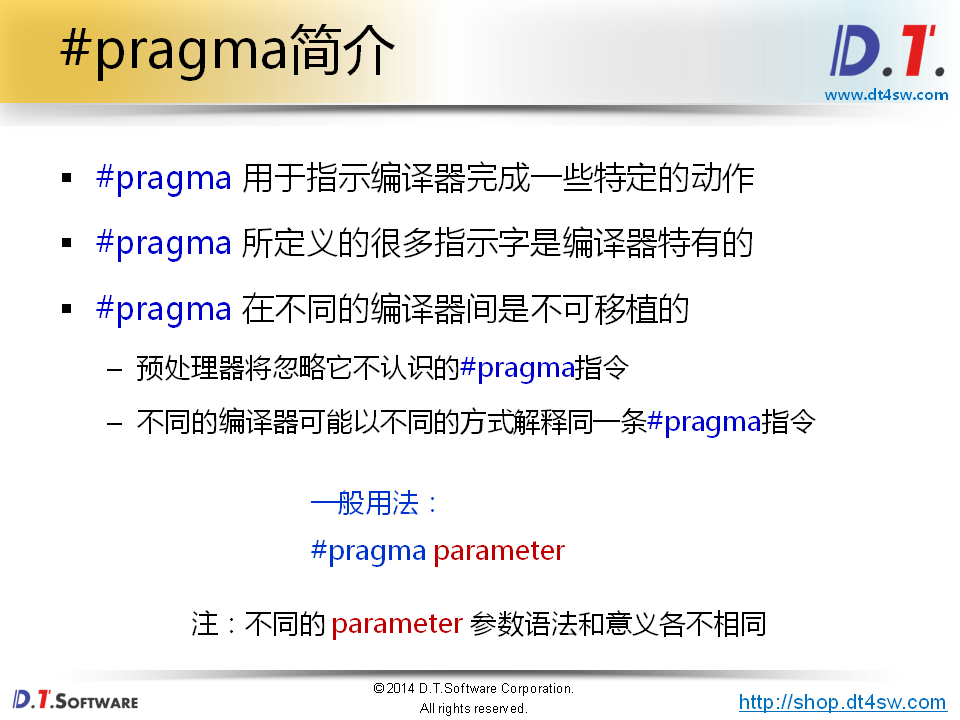 #pragma简介
D.T.
www.dt4sw.com
▪ #pragma 用于指示编译器完成一些特定的动作
▪ #pragma 所定义的很多指示字是编译器特有的
▪ #pragma 在不同的编译器间是不可移植的
– 预处理器将忽略它不认识的#pragma指令
– 不同的编译器可能以不同的方式解释同一条#pragma指令
一般用法：
#pragma parameter
注：不同的 parameter 参数语法和意义各不相同
D.T.SOFTWARE
©2014 D.T.Software Corporation.
All rights reserved.
http://shop.dt4sw.com